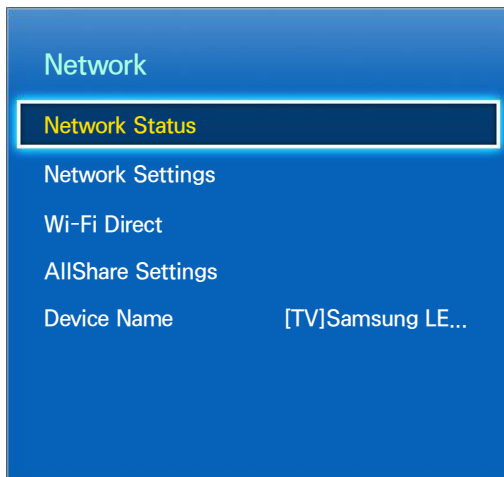 Network
Network Status
Network Settings
Wi-Fi Direct
AllShare Settings
Device Name [TV]Samsung LE...